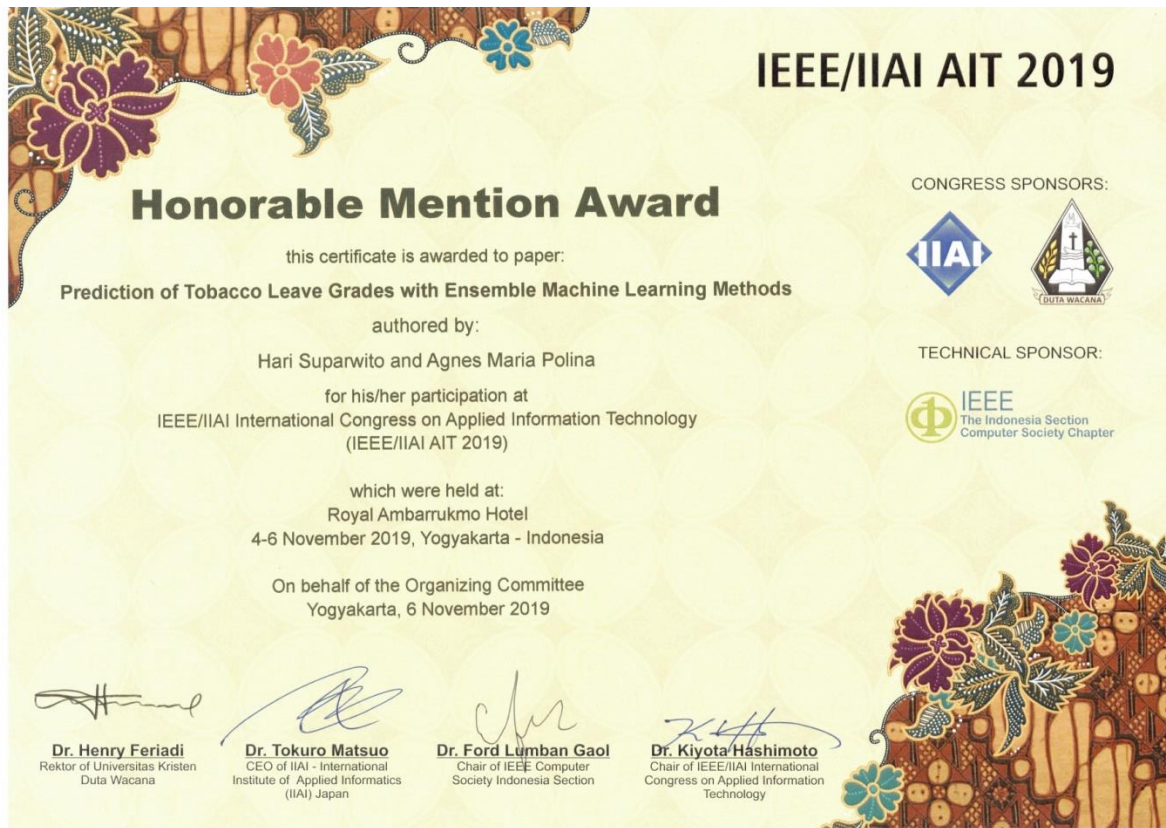 IEEE/IIAI AIT 2019
Honorable Mention Award
this certificate is awarded to paper:
Prediction of Tobacco Leave Grades with Ensemble Machine Learning Methods
authored by:
Hari Suparwito and Agnes Maria Polina
for his/her participation at
IEEE/IIAI International Congress on Applied Information Technology
(IEEE/IIAI AIT 2019)
which were held at:
Royal Ambarrukmo Hotel
4-6 November 2019, Yogyakarta - Indonesia
On behalf of the Organizing Committee
Yogyakarta, 6 November 2019
CONGRESS SPONSORS:
IIAI
DUTA WACANA
TECHNICAL SPONSOR:
IEEE
The Indonesia Section
Computer Society Chapter
Dr. Henry Feriadi
Rektor of Universitas Kristen
Duta Wacana
Dr. Tokuro Matsuo
CEO of IIAI - International
Institute of Applied Informatics
(IIAI) Japan
Dr. Ford Lumban Gaol
Chair of IEEE Computer
Society Indonesia Section
Dr. Kiyota Hashimoto
Chair of IEEE/IIAI International
Congress on Applied Information
Technology